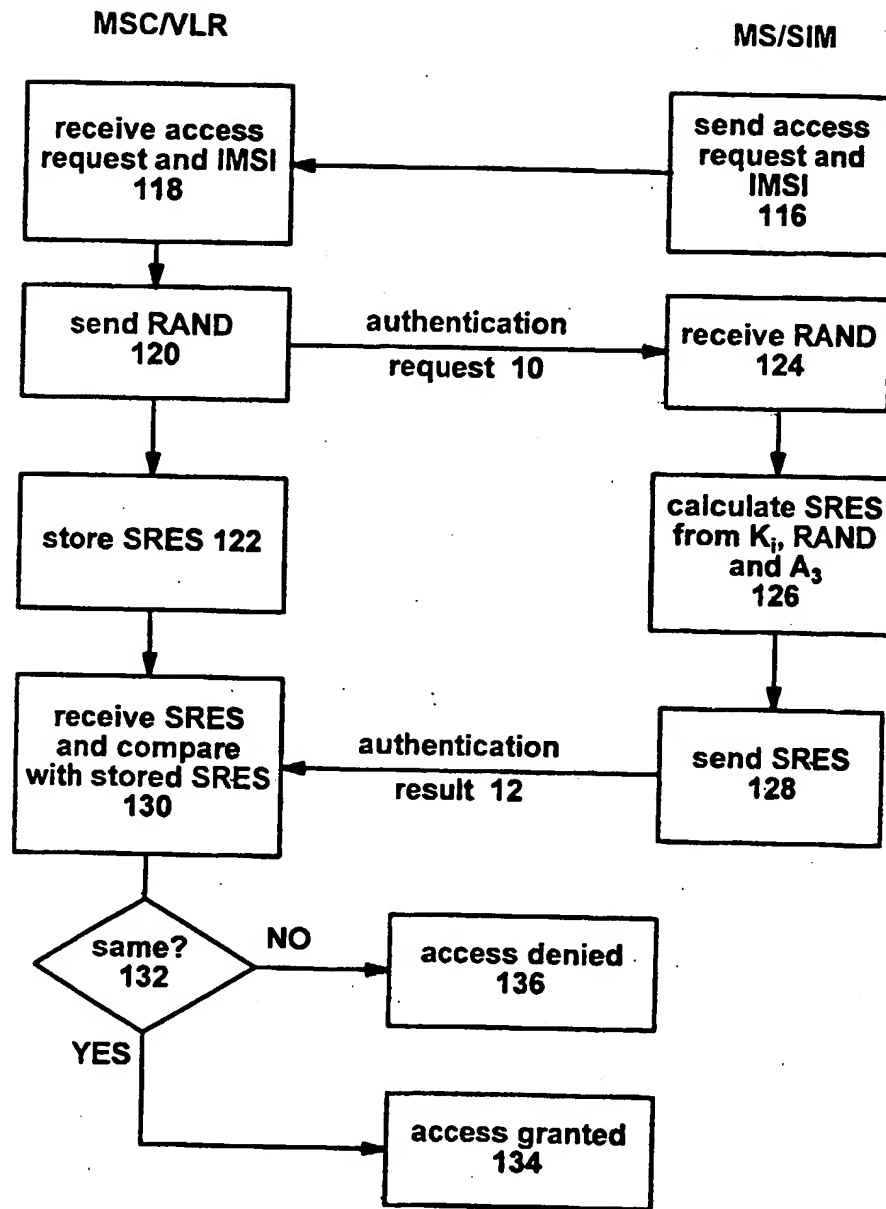 MSC/VLR
MS/SIM
receive access
request and IMSI
118
send access
request and
IMSI
116
send RAND
120
authentication
request 10
receive RAND
124
store SRES 122
calculate SRES
from Ki, RAND
and A3
126
receive SRES
and compare
with stored SRES
130
authentication
result 12
send SRES
128
same?
132
NO
access denied
136
YES
access granted
134